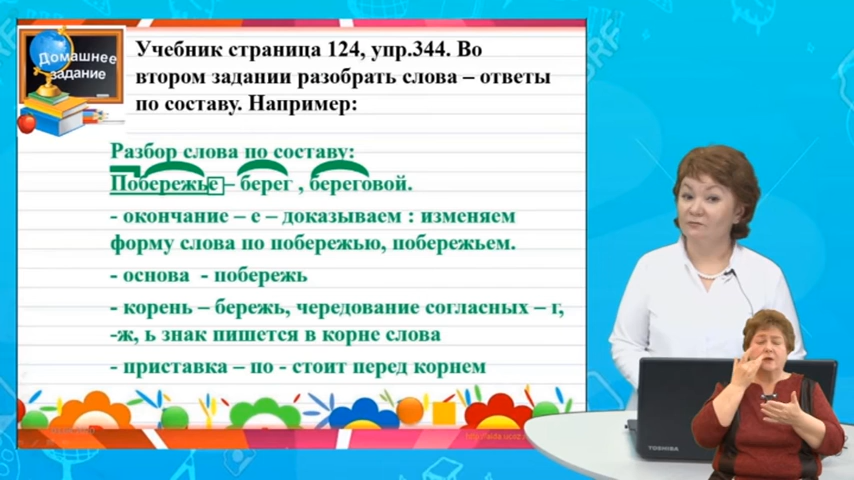 Домашнее
задание
Учебник страница 124, упр.344. Во
втором задании разобрать слова – ответы
по составу. Например:
Разбор слова по составу:
Побережье – берег , береговой.
- окончание – е – доказываем : изменяем
форму слова по побережью, побережьем.
- основа - побережь
- корень – бережь, чередование согласных – г,
-ж, ь знак пишется в корне слова
- приставка – по - стоит перед корнем
TOSHIBA